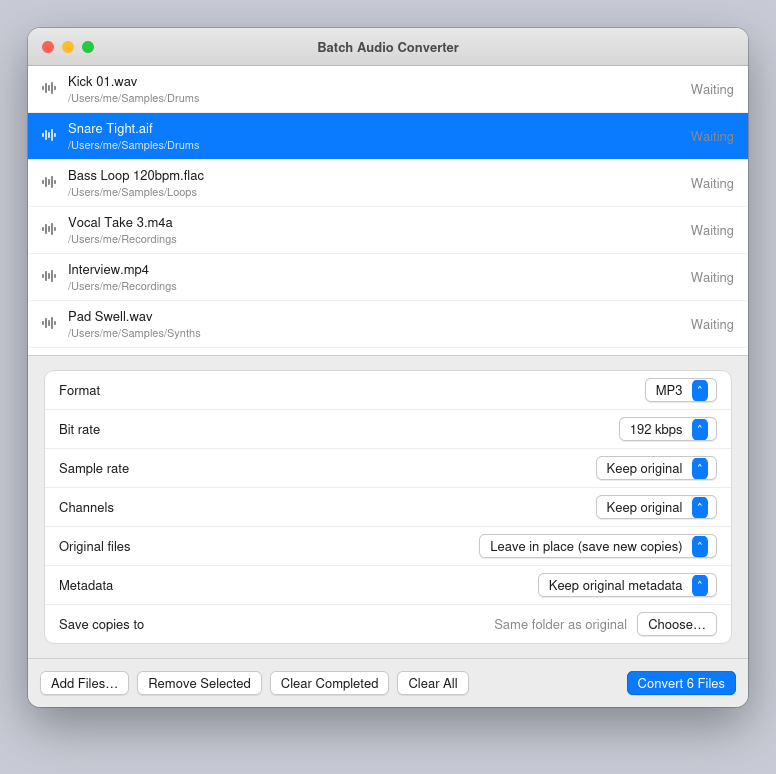 Batch Audio Converter
Kick 01.wav
/Users/me/Samples/Drums
Waiting
Snare Tight.aif
/Users/me/Samples/Drums
Waiting
Bass Loop 120bpm.flac
/Users/me/Samples/Loops
Waiting
Vocal Take 3.m4a
/Users/me/Recordings
Waiting
Interview.mp4
/Users/me/Recordings
Waiting
Pad Swell.wav
/Users/me/Samples/Synths
Waiting
Format MP3
Bit rate 192 kbps
Sample rate Keep original
Channels Keep original
Original files Leave in place (save new copies)
Metadata Keep original metadata
Save copies to Same folder as original Choose…
Add Files… Remove Selected Clear Completed Clear All Convert 6 Files